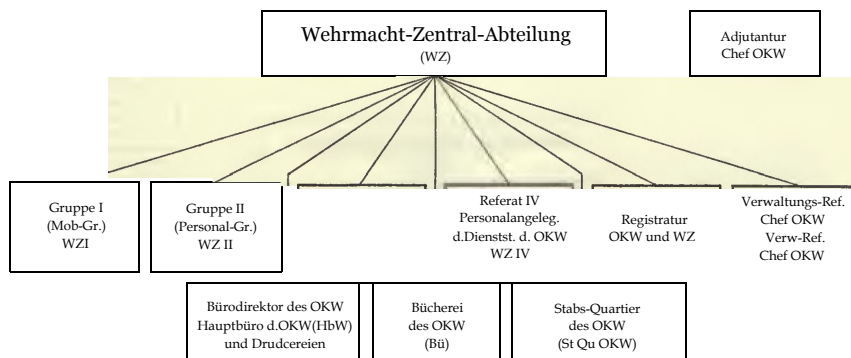 Wehrmacht-Zentral-Abteilung
(WZ)
Adjutantur
Chef OKW
Gruppe I
(Mob-Gr.)
WZI
Gruppe II
(Personal-Gr.)
WZ II
Referat IV
Personalangeleg.
d.Dienstst. d. OKW
WZ IV
Registratur
OKW und WZ
Verwaltungs-Ref.
Chef OKW
Verw-Ref.
Chef OKW
Bürodirektor des OKW
Hauptbüro d.OKW(HbW)
und Drudcereien
Bücherei
des OKW
(Bü)
Stabs-Quartier
des OKW
(St Qu OKW)